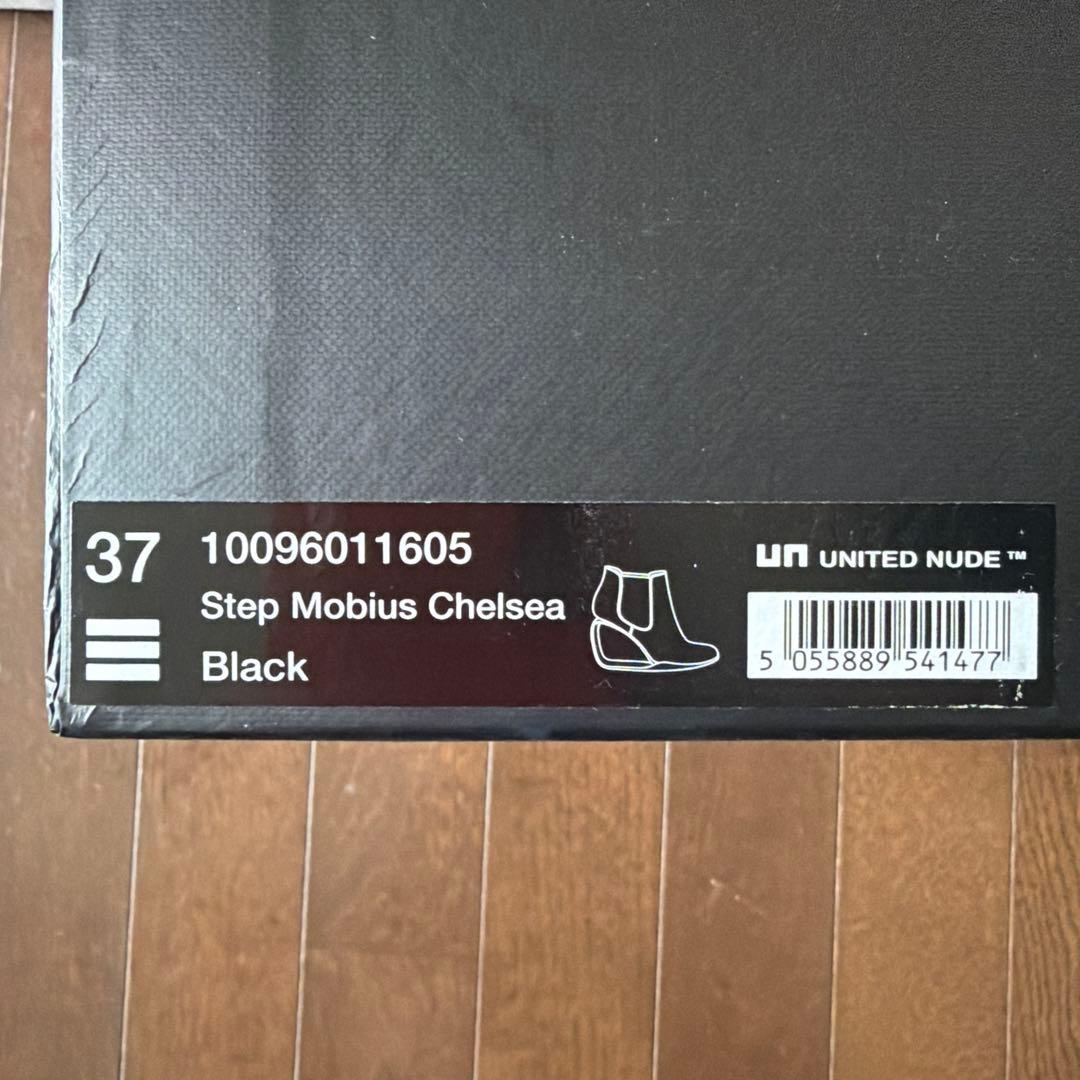 37
10096011605
Step Mobius Chelsea
Black
un UNITED NUDE™
5 055889 541477